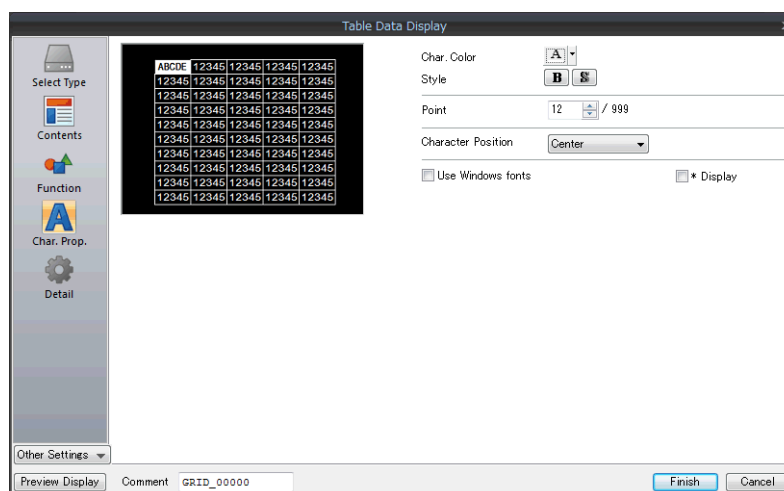 Table Data Display
Select Type
Contents
Function
Char. Prop.
Detail
Other Settings
ABCDE 12345 12345 12345 12345
12345 12345 12345 12345 12345
12345 12345 12345 12345 12345
12345 12345 12345 12345 12345
12345 12345 12345 12345 12345
12345 12345 12345 12345 12345
12345 12345 12345 12345 12345
12345 12345 12345 12345 12345
12345 12345 12345 12345 12345
12345 12345 12345 12345 12345
Char. Color A
Style B S
Point 12 / 999
Character Position Center
Use Windows fonts * Display
Preview Display Comment GRID_00000 Finish Cancel